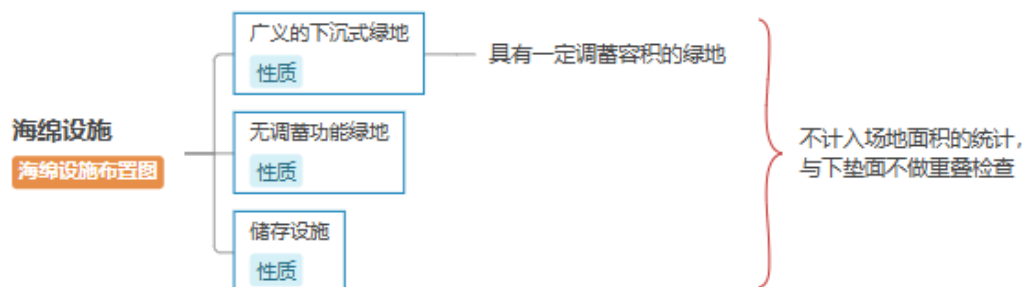 广义的下沉式绿地
性质
具有一定调蓄容积的绿地
海绵设施
海绵设施布置图
无调蓄功能绿地
性质
不计入场地面积的统计，
与下垫面不做重叠检查
储存设施
性质